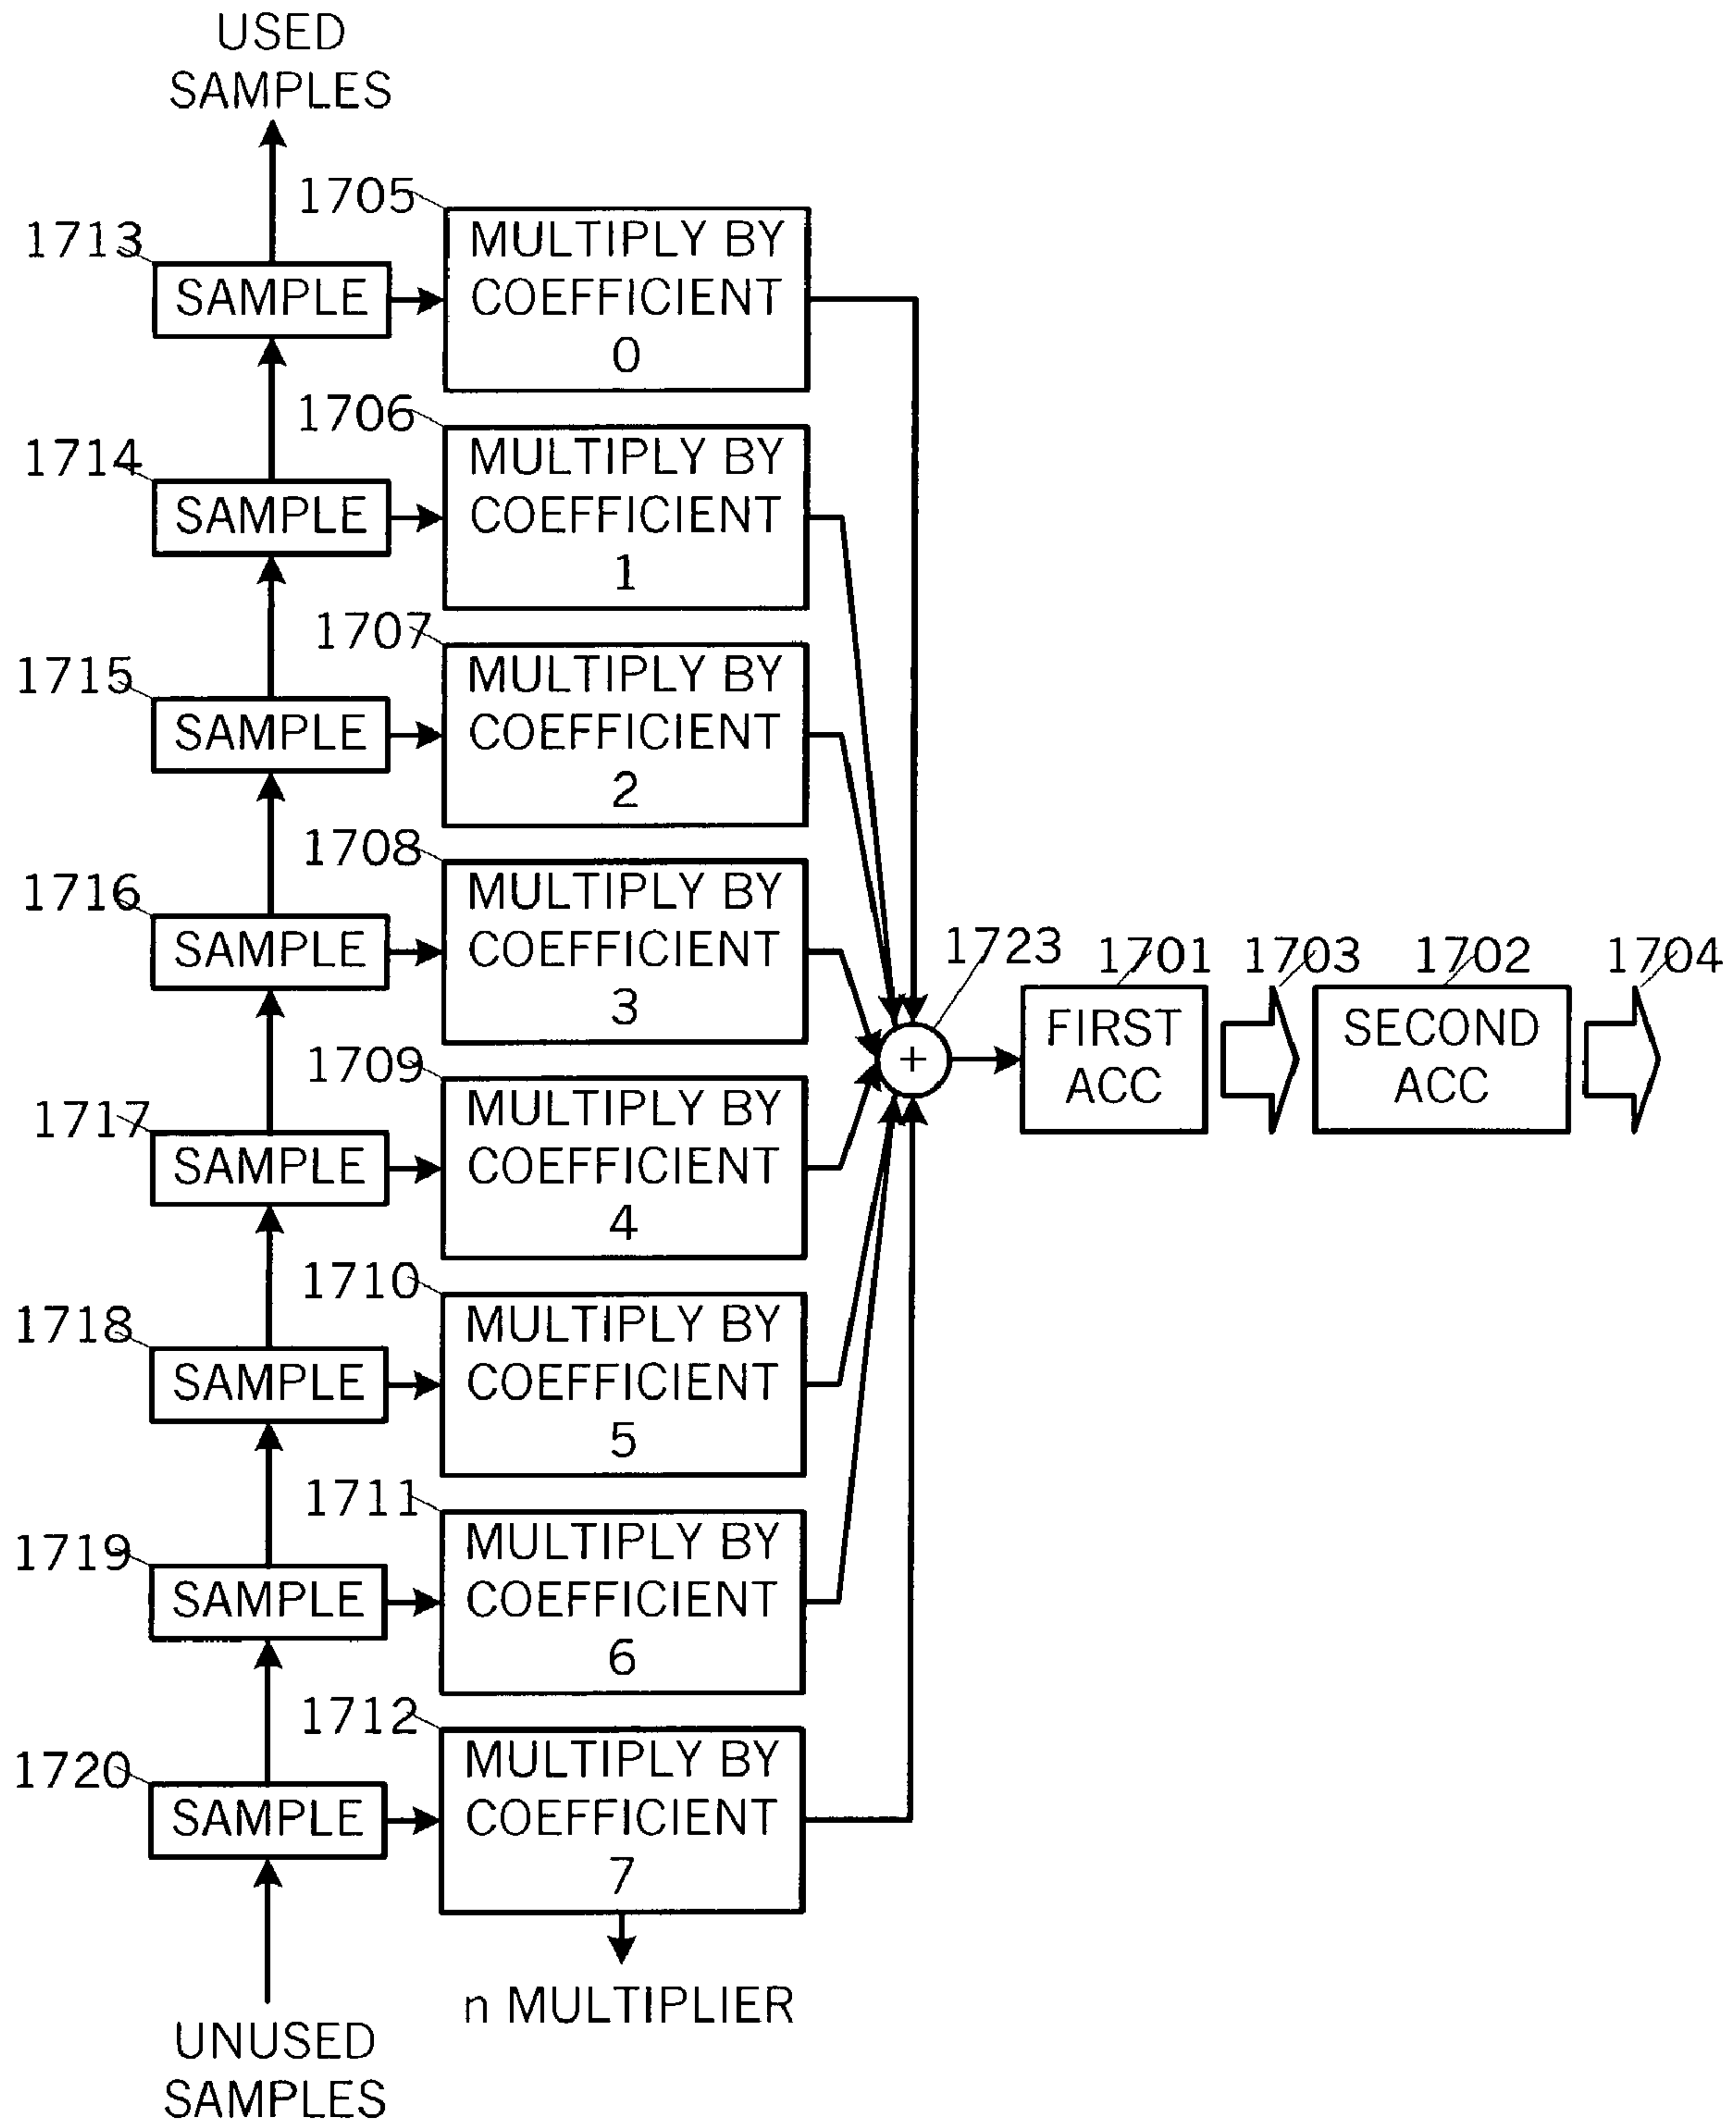 USED
SAMPLES
1705
1713
MULTIPLY BY
COEFFICIENT
0
SAMPLE
1706
1714
MULTIPLY BY
COEFFICIENT
1
SAMPLE
1707
1715
MULTIPLY BY
COEFFICIENT
2
SAMPLE
1708
1716
MULTIPLY BY
COEFFICIENT
3
SAMPLE
1723
1701
1703
1702
1704
+
FIRST
ACC
SECOND
ACC
1709
1717
MULTIPLY BY
COEFFICIENT
4
SAMPLE
1710
1718
MULTIPLY BY
COEFFICIENT
5
SAMPLE
1711
1719
MULTIPLY BY
COEFFICIENT
6
SAMPLE
1712
1720
MULTIPLY BY
COEFFICIENT
7
SAMPLE
n MULTIPLIER
UNUSED
SAMPLES